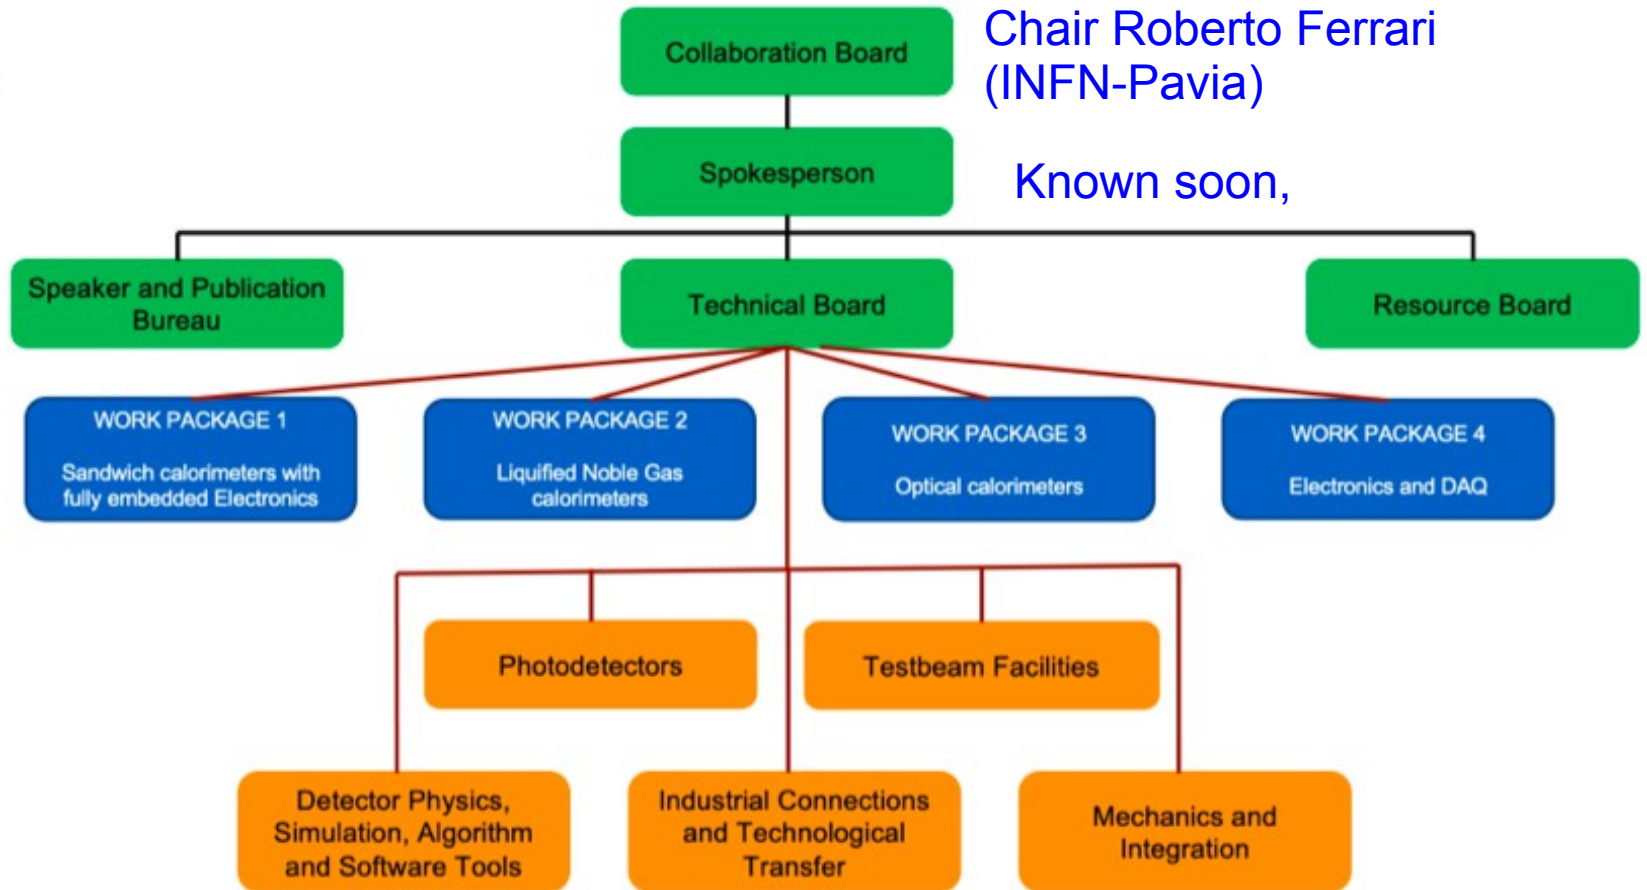 Collaboration Board
Chair Roberto Ferrari
(INFN-Pavia)
Spokesperson
Known soon,
Speaker and Publication
Bureau
Technical Board
Resource Board
WORK PACKAGE 1
Sandwich calorimeters with
fully embedded Electronics
WORK PACKAGE 2
Liquified Noble Gas
calorimeters
WORK PACKAGE 3
Optical calorimeters
WORK PACKAGE 4
Electronics and DAQ
Photodetectors
Testbeam Facilities
Detector Physics,
Simulation, Algorithm
and Software Tools
Industrial Connections
and Technological
Transfer
Mechanics and
Integration